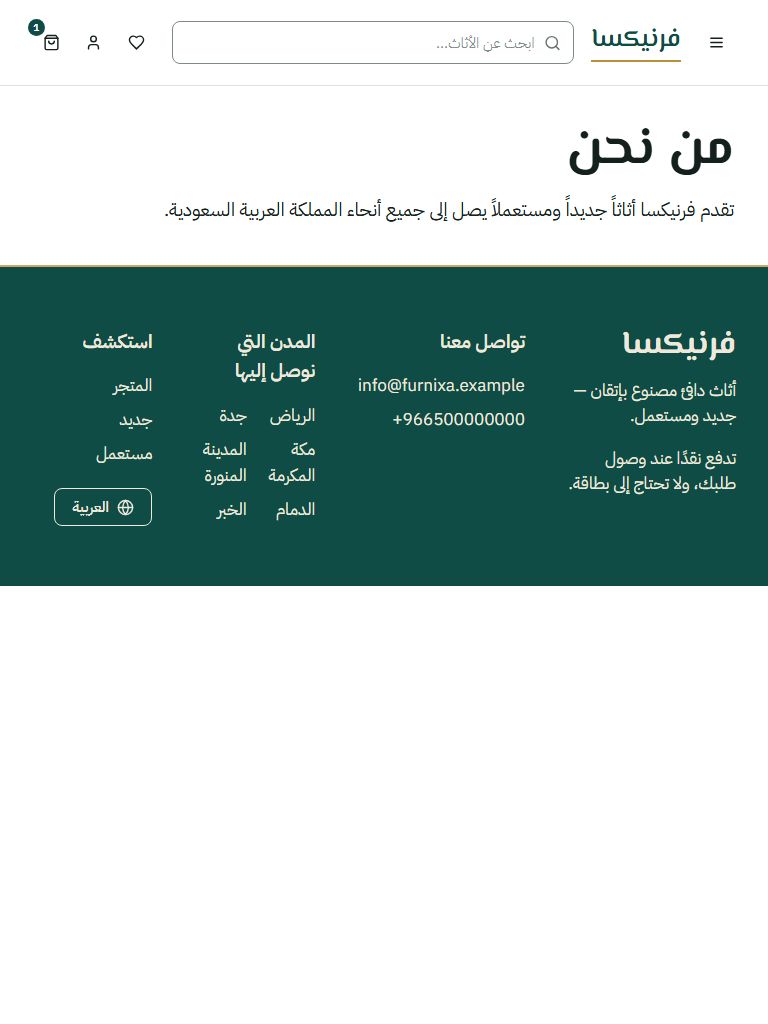 فرنيكسا
ابحث عن الأثاث...
1
من نحن
تقدم فرنيكسا أثاثاً جديداً ومستعملاً يصل إلى جميع أنحاء المملكة العربية السعودية.
فرنيكسا
أثاث دافئ مصنوع بإتقان —
جديد ومستعمل.
تدفع نقدًا عند وصول
طلبك، ولا تحتاج إلى بطاقة.
تواصل معنا
info@furnixa.example
+966500000000
المدن التي
نوصل إليها
الرياض
جدة
مكة
المكرمة
المدينة
المنورة
الدمام
الخبر
استكشف
المتجر
جديد
مستعمل
العربية